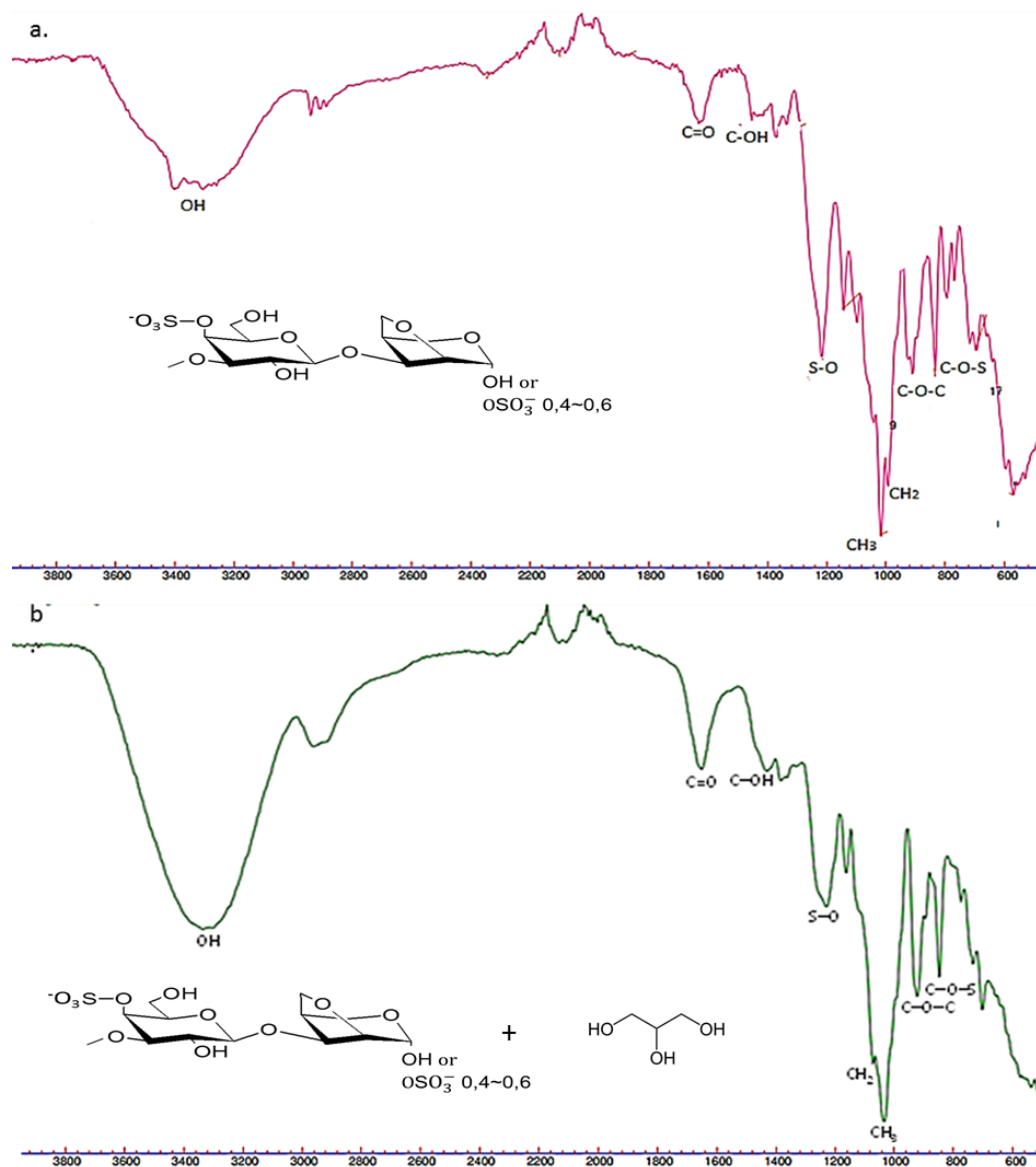 a.
C=O
C-OH
OH
OH
⁻O₃S
O
O
O
O
O
OH
O
OH or
OSO₃⁻ 0,4~0,6
S-O
C-O-S
C-O-C
17
9
CH2
CH3
3800 3600 3400 3200 3000 2800 2600 2400 2200 2000 1800 1600 1400 1200 1000 800 600
b
C=O
C-OH
S-O
OH
C-O-S
C-O-C
OH
⁻O₃S
O
O
O
O
O
OH
O
+
HO
OH
OH
OH or
OSO₃⁻ 0,4~0,6
CH₂
CH₃
3800 3600 3400 3200 3000 2800 2600 2400 2200 2000 1800 1600 1400 1200 1000 800 600